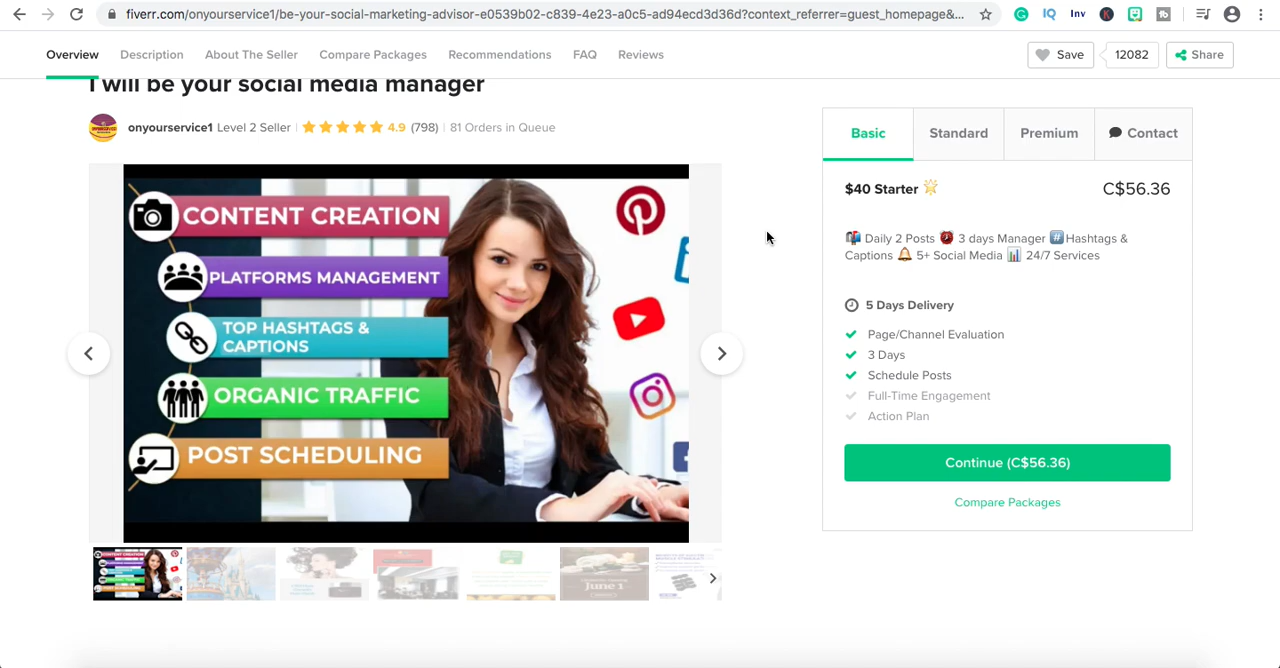 fiverr.com/onyourservice1/be-your-social-marketing-advisor-e0539b02-c839-4e23-a0c5-ad94ecd3d36d?context_referrer=guest_homepage&...
IQ
Inv
K
tb
Overview
Description
About The Seller
Compare Packages
Recommendations
FAQ
Reviews
Save
12082
Share
I will be your social media manager
onyourservice1 Level 2 Seller
4.9 (798)
81 Orders in Queue
CONTENT CREATION
PLATFORMS MANAGEMENT
TOP HASHTAGS &
CAPTIONS
ORGANIC TRAFFIC
POST SCHEDULING
June 1
Basic
Standard
Premium
Contact
$40 Starter
C$56.36
Daily 2 Posts 3 days Manager # Hashtags &
Captions 5+ Social Media 24/7 Services
5 Days Delivery
Page/Channel Evaluation
3 Days
Schedule Posts
Full-Time Engagement
Action Plan
Continue (C$56.36)
Compare Packages